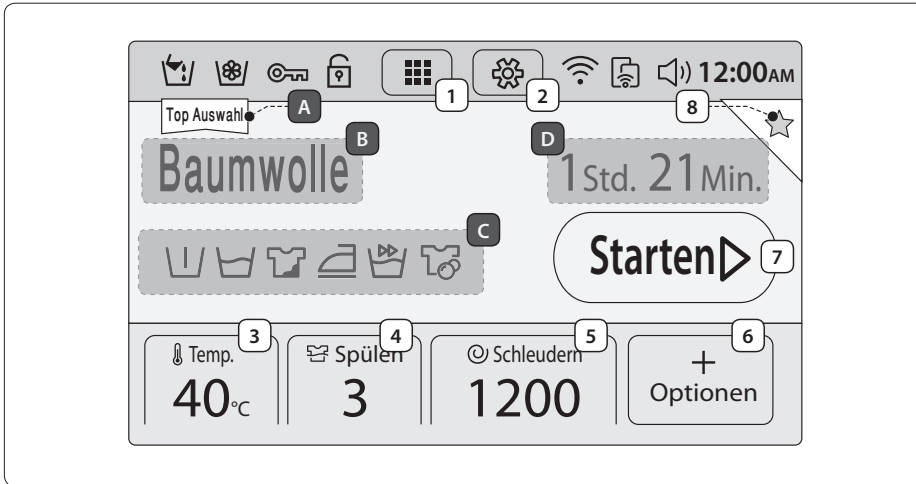 12:00AM
1
2
Top Auswahl
A
8
B
Baumwolle
D
1Std. 21Min.
C
Starten
7
3
4
5
6
Temp.
Spülen
Schleudern
+
40°C
3
1200
Optionen